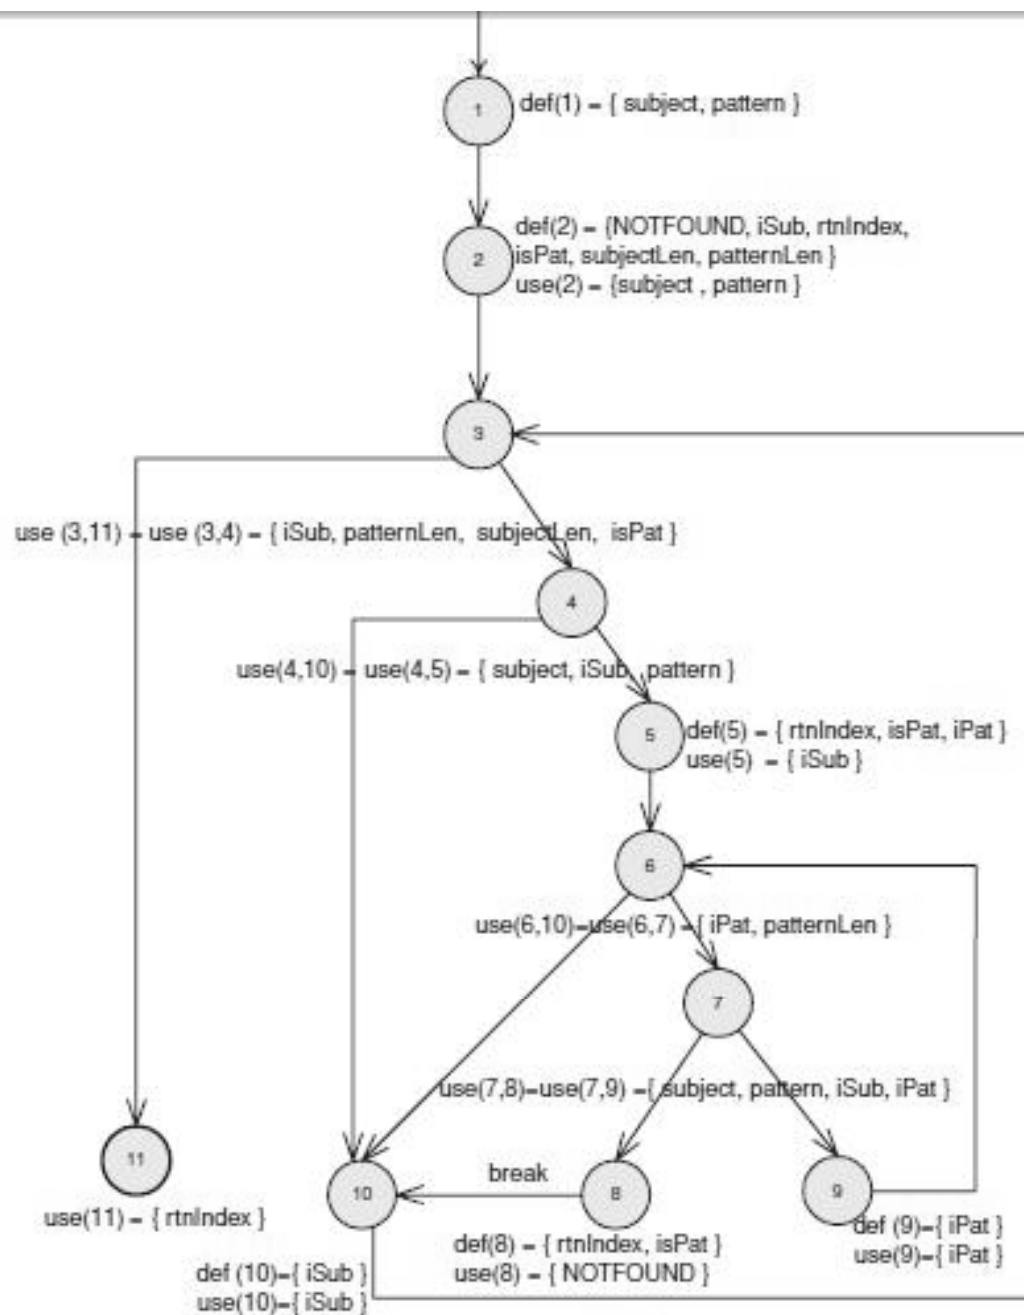 1
def(1) = { subject, pattern }
2
def(2) = {NOTFOUND, iSub, rtnIndex,
isPat, subjectLen, patternLen }
use(2) = {subject , pattern }
3
use (3,11) = use (3,4) = { iSub, patternLen, subjectLen, isPat }
4
use(4,10) = use(4,5) = { subject, iSub, pattern }
5
def(5) = { rtnIndex, isPat, iPat }
use(5) = { iSub }
6
use(6,10)=use(6,7) ={ iPat, patternLen }
7
use(7,8)=use(7,9) ={ subject, pattern, iSub, iPat }
11
use(11) = { rtnIndex }
break
10
8
9
def (9)={ iPat }
use(9)={ iPat }
def(8) = { rtnIndex, isPat }
use(8) = { NOTFOUND }
def (10)={ iSub }
use(10)={ iSub }